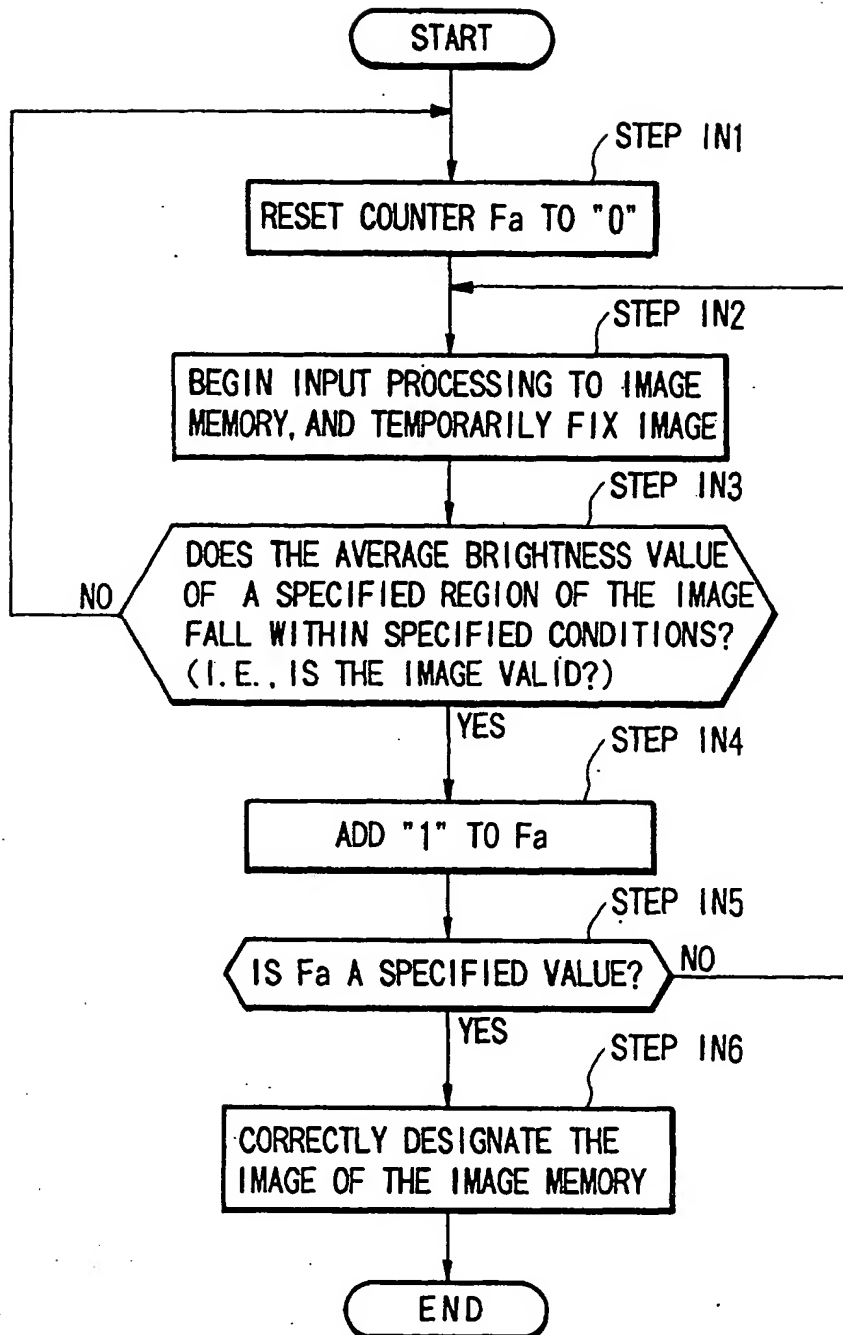 START
STEP IN1
RESET COUNTER Fa TO "0"
STEP IN2
BEGIN INPUT PROCESSING TO IMAGE
MEMORY, AND TEMPORARILY FIX IMAGE
STEP IN3
DOES THE AVERAGE BRIGHTNESS VALUE
OF A SPECIFIED REGION OF THE IMAGE
FALL WITHIN SPECIFIED CONDITIONS?
(I.E., IS THE IMAGE VALID?)
NO
YES
STEP IN4
ADD "1" TO Fa
STEP IN5
IS Fa A SPECIFIED VALUE?
NO
YES
STEP IN6
CORRECTLY DESIGNATE THE
IMAGE OF THE IMAGE MEMORY
END